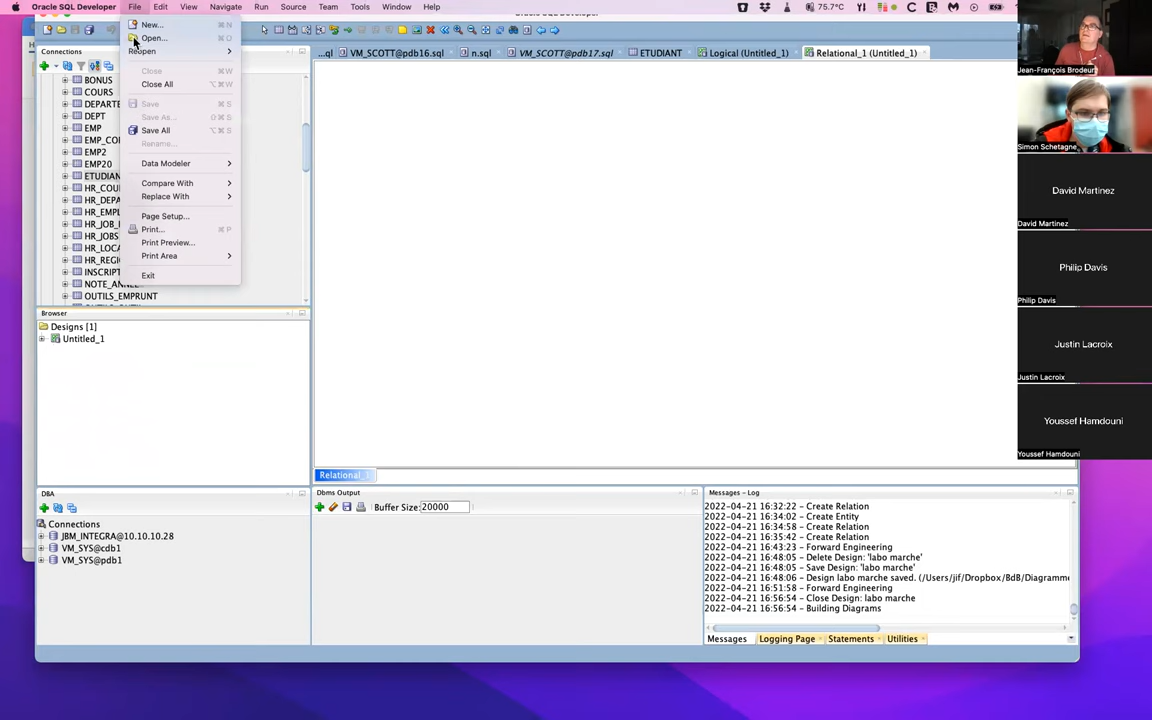 Oracle SQL Developer File Edit View Navigate Run Source Team Tools Window Help 75.7°C
New... ⌘N
Open... ⌘O
Reopen
Close ⌘W
Close All ⌥⌘W
Save ⌘S
Save As... ⇧⌘S
Save All ⌥⌘S
Rename...
Data Modeler
Compare With
Replace With
Page Setup...
Print... ⌘P
Print Preview...
Print Area
Exit
Connections
BONUS
COURS
DEPARTE
DEPT
EMP
EMP2
EMP20
ETUDIAN
INSCRIPT
OUTILS_EMPRUNT
...ql VM_SCOTT@pdb16.sql n.sql VM_SCOTT@pdb17.sql ETUDIANT Logical (Untitled_1) Relational_1 (Untitled_1)
Browser
Designs [1]
Untitled_1
DBA
Connections
JBM_INTEGRA@10.10.10.28
VM_SYS@cdb1
VM_SYS@pdb1
Dbms Output
Buffer Size: 20000
Messages - Log
2022-04-21 16:32:22 - Create Relation
2022-04-21 16:34:02 - Create Entity
2022-04-21 16:34:58 - Create Relation
2022-04-21 16:35:42 - Create Relation
2022-04-21 16:43:23 - Forward Engineering
2022-04-21 16:48:05 - Delete Design: 'labo marche'
2022-04-21 16:48:05 - Save Design: 'labo marche'
2022-04-21 16:48:06 - Design labo marche saved. (/Users/jif/Dropbox/BdB/Diagramme
2022-04-21 16:51:58 - Forward Engineering
2022-04-21 16:56:54 - Close Design: labo marche
2022-04-21 16:56:54 - Building Diagrams
Messages Logging Page Statements Utilities
Jean-François Brodeur
Simon Schetagne
David Martinez
David Martinez
Philip Davis
Philip Davis
Justin Lacroix
Justin Lacroix
Youssef Hamdouni
Youssef Hamdouni